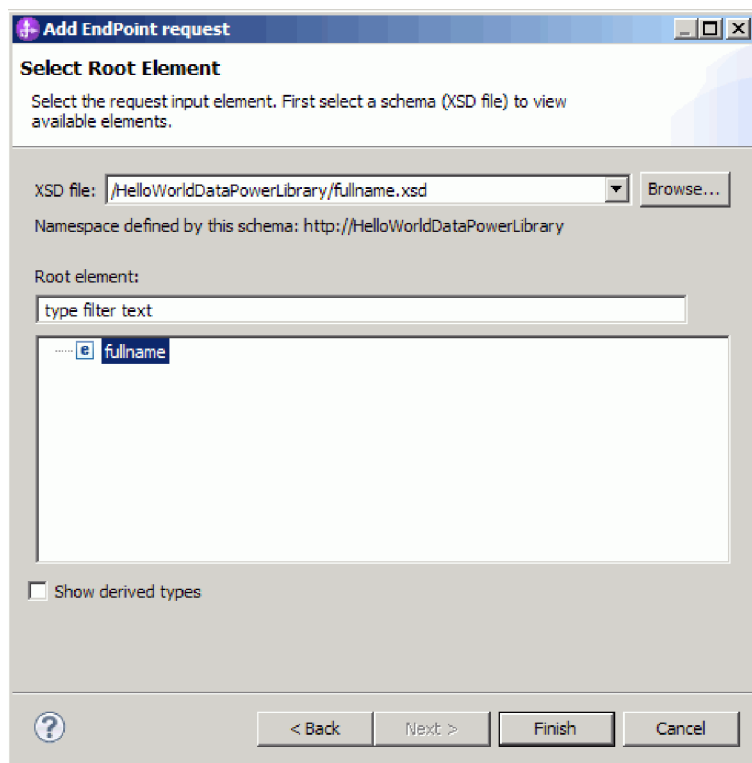 Add EndPoint request
Select Root Element
Select the request input element. First select a schema (XSD file) to view
available elements.
XSD file: /HelloWorldDataPowerLibrary/fullname.xsd Browse...
Namespace defined by this schema: http://HelloWorldDataPowerLibrary
Root element:
type filter text
e fullname
Show derived types
? < Back Next > Finish Cancel